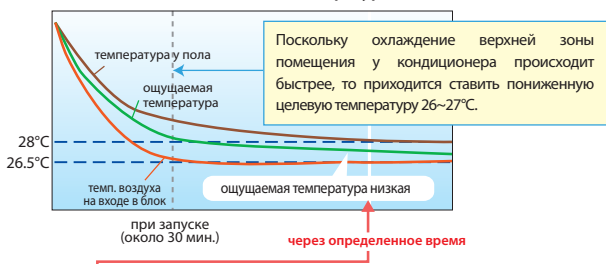 температура у пола
ощущаемая
температура
Поскольку охлаждение верхней зоны
помещения у кондиционера происходит
быстрее, то приходится ставить пониженную
целевую температуру 26~27°C.
28°C
26.5°C
темп. воздуха
на входе в блок
ощущаемая температура низкая
при запуске
(около 30 мин.)
через определенное время